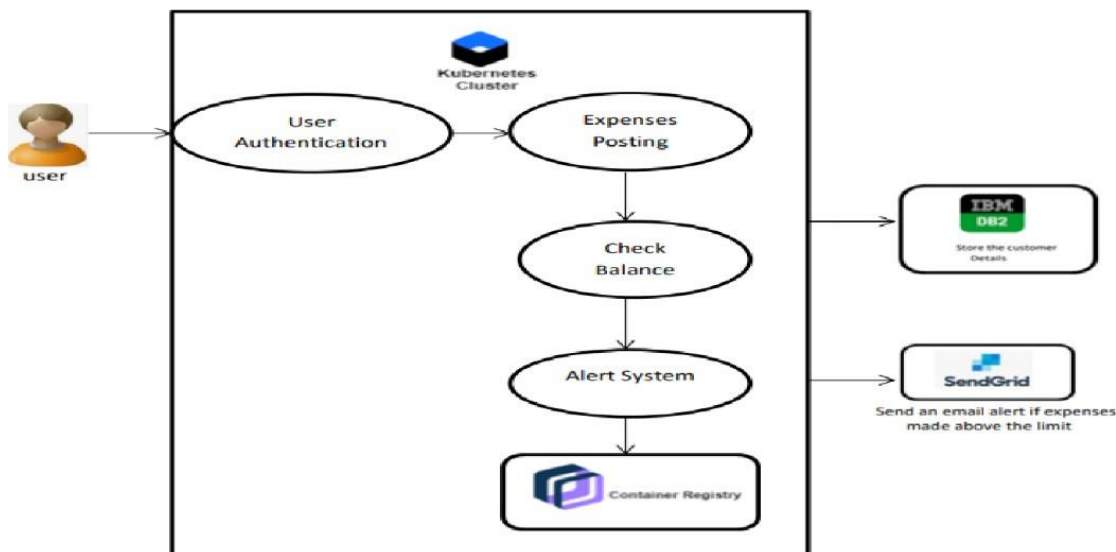 Kubernetes
Cluster
user
User
Authentication
Expenses
Posting
Check
Balance
Alert System
Container Registry
IBM
DB2
Store the customer
Details
SendGrid
Send an email alert if expenses
made above the limit